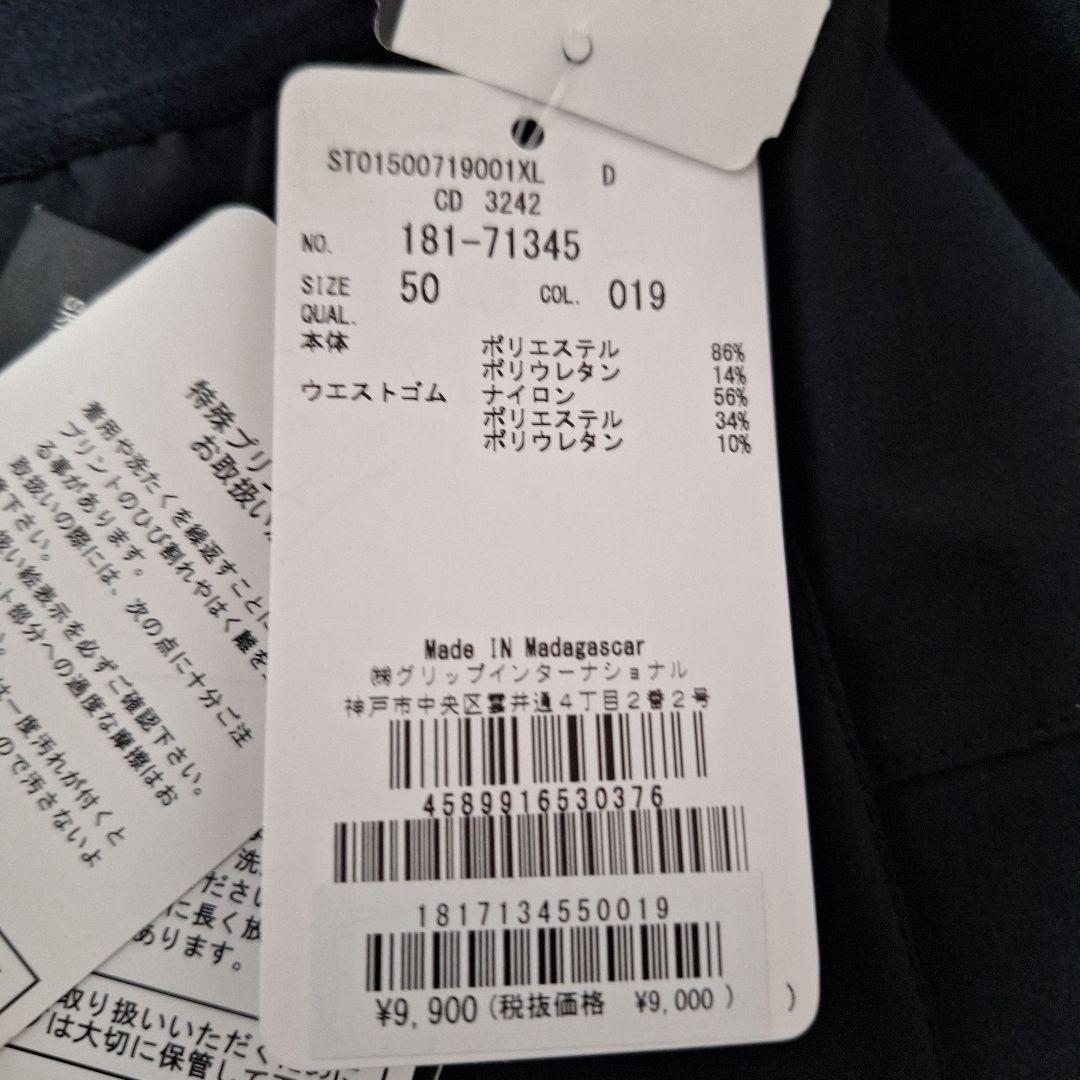 ST01500719001XL D
CD 3242
NO. 181-71345
SIZE 50 COL. 019
QUAL.
本体 ポリエステル 86%
ポリウレタン 14%
ウエストゴム ナイロン 56%
ポリエステル 34%
ポリウレタン 10%
Made IN Madagascar
㈱グリップインターナショナル
神戸市中央区雲井通4丁目2番2号
4589916530376
1817134550019
¥9,900(税抜価格 ¥9,000 )
)
特殊プリン
お取扱い
着用や洗たくを繰返すことに
プリントのひび割れやはく離を
る事があります。
取扱いの際には、次の点に十分ご注
下さい。
扱い絵表示を必ずご確認下さい。
ト部分への過度な摩擦はお
は一度汚れが付くと
ので汚さないよ
洗
ださい
に長く放
あります。
取り扱いいただく
は大切に保管して